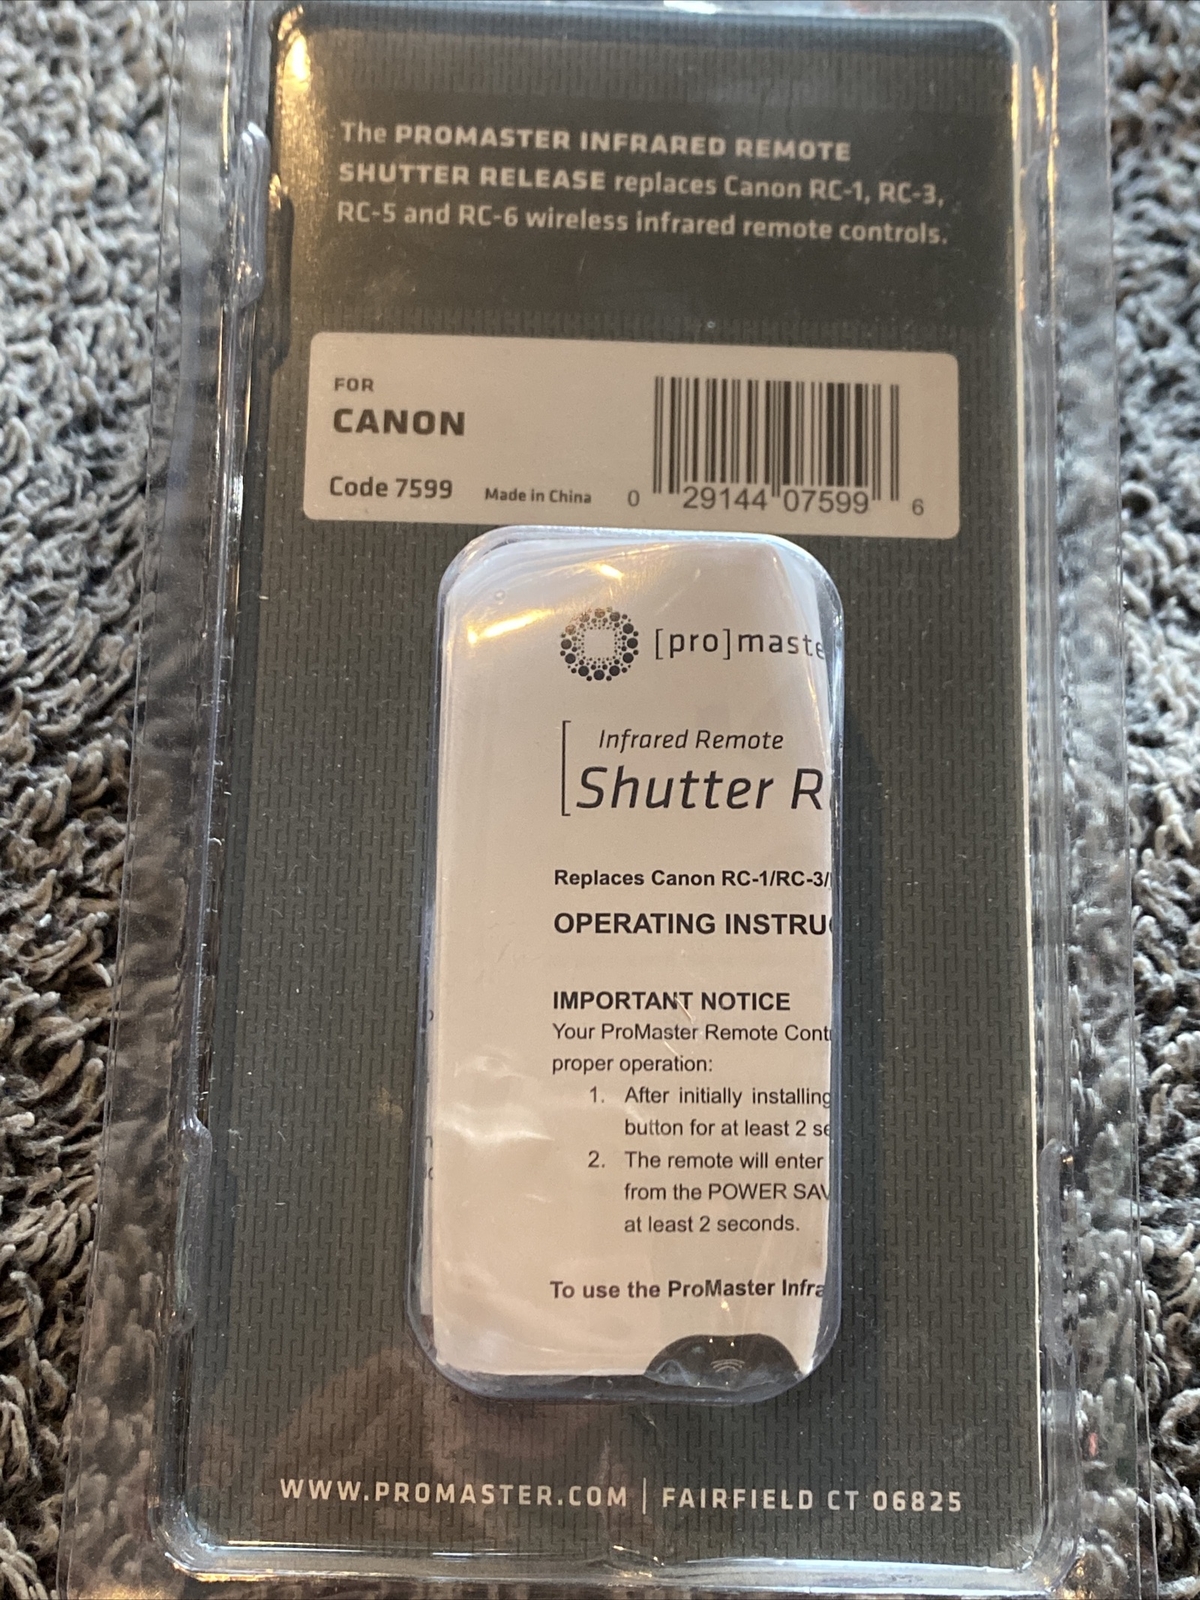 The PROMASTER INFRARED REMOTE
SHUTTER RELEASE replaces Canon RC-1, RC-3,
RC-5 and RC-6 wireless infrared remote controls.
FOR
CANON
Code 7599 Made in China
0 29144 07599 6
[pro]maste
Infrared Remote
Shutter R
Replaces Canon RC-1/RC-3/
OPERATING INSTRU
IMPORTANT NOTICE
Your ProMaster Remote Cont
proper operation:
1. After initially installing
button for at least 2 se
2. The remote will enter
from the POWER SAV
at least 2 seconds.
To use the ProMaster Infra
WWW.PROMASTER.COM | FAIRFIELD CT 06825